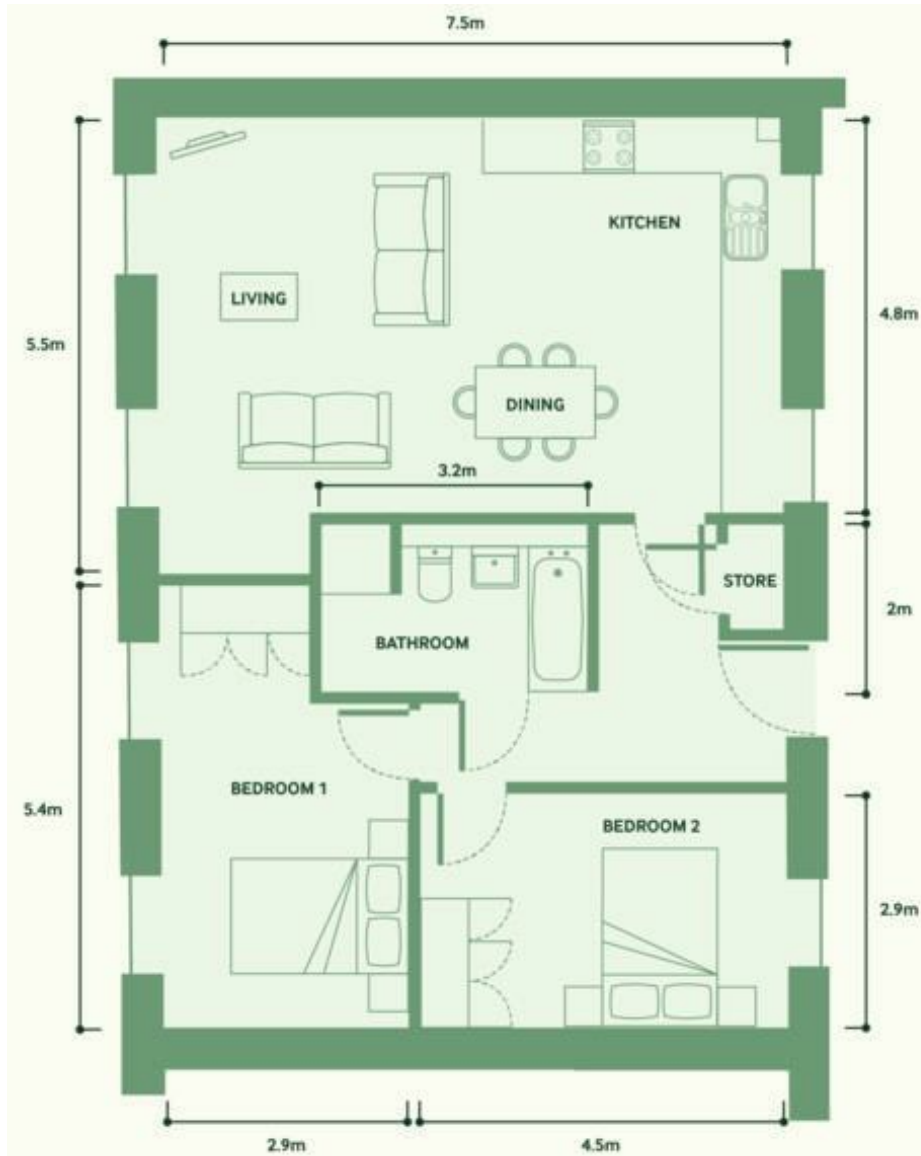 7.5m
KITCHEN
LIVING
4.8m
5.5m
DINING
3.2m
STORE
2m
BATHROOM
BEDROOM 1
5.4m
BEDROOM 2
2.9m
2.9m
4.5m